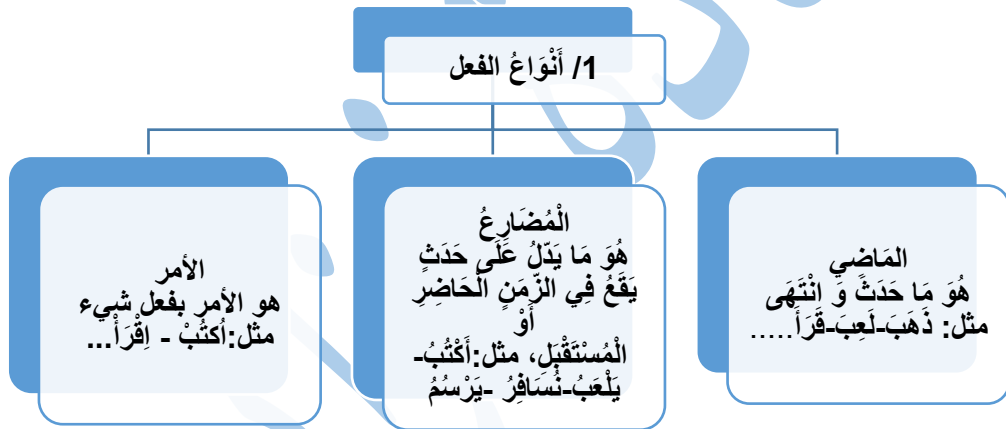 1/ أَنْوَاعُ الفعل
المَاضِي
هُوَ مَا حَدَثَ وَ انْتَهَى
مثل: ذَهَبَ-لَعِبَ-قَرَأَ.....
الْمُضَارِعُ
هُوَ مَا يَدّلُ عَلَى حَدَثٍ
يَقَعُ فِي الزّمَنِ الْحَاضِرِ
أَوْ
الْمُسْتَقْبَلِ، مثل:أَكْتُبُ-
يَلْعَبُ-نُسَافِرُ -يَرْسُمُ
الأمر
هو الأمر بفعل شيء
مثل:اُكتُبْ - اِقْرَأْ...